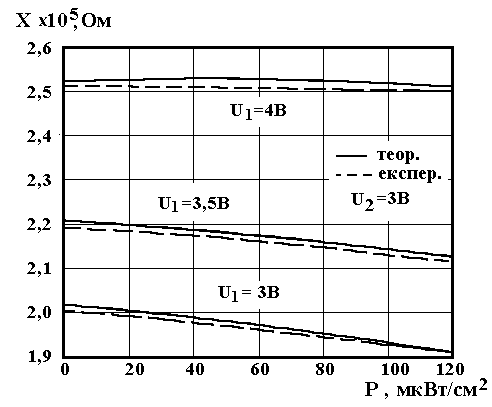 X x10⁵, Ом
2,6
2,5
U₁=4В
2,4
теор.
експер.
2,3
U₂=3В
U₁=3,5В
2,2
2,1
U₁= 3В
2,0
1,9
0 20 40 60 80 100 120
P , мкВт/см²